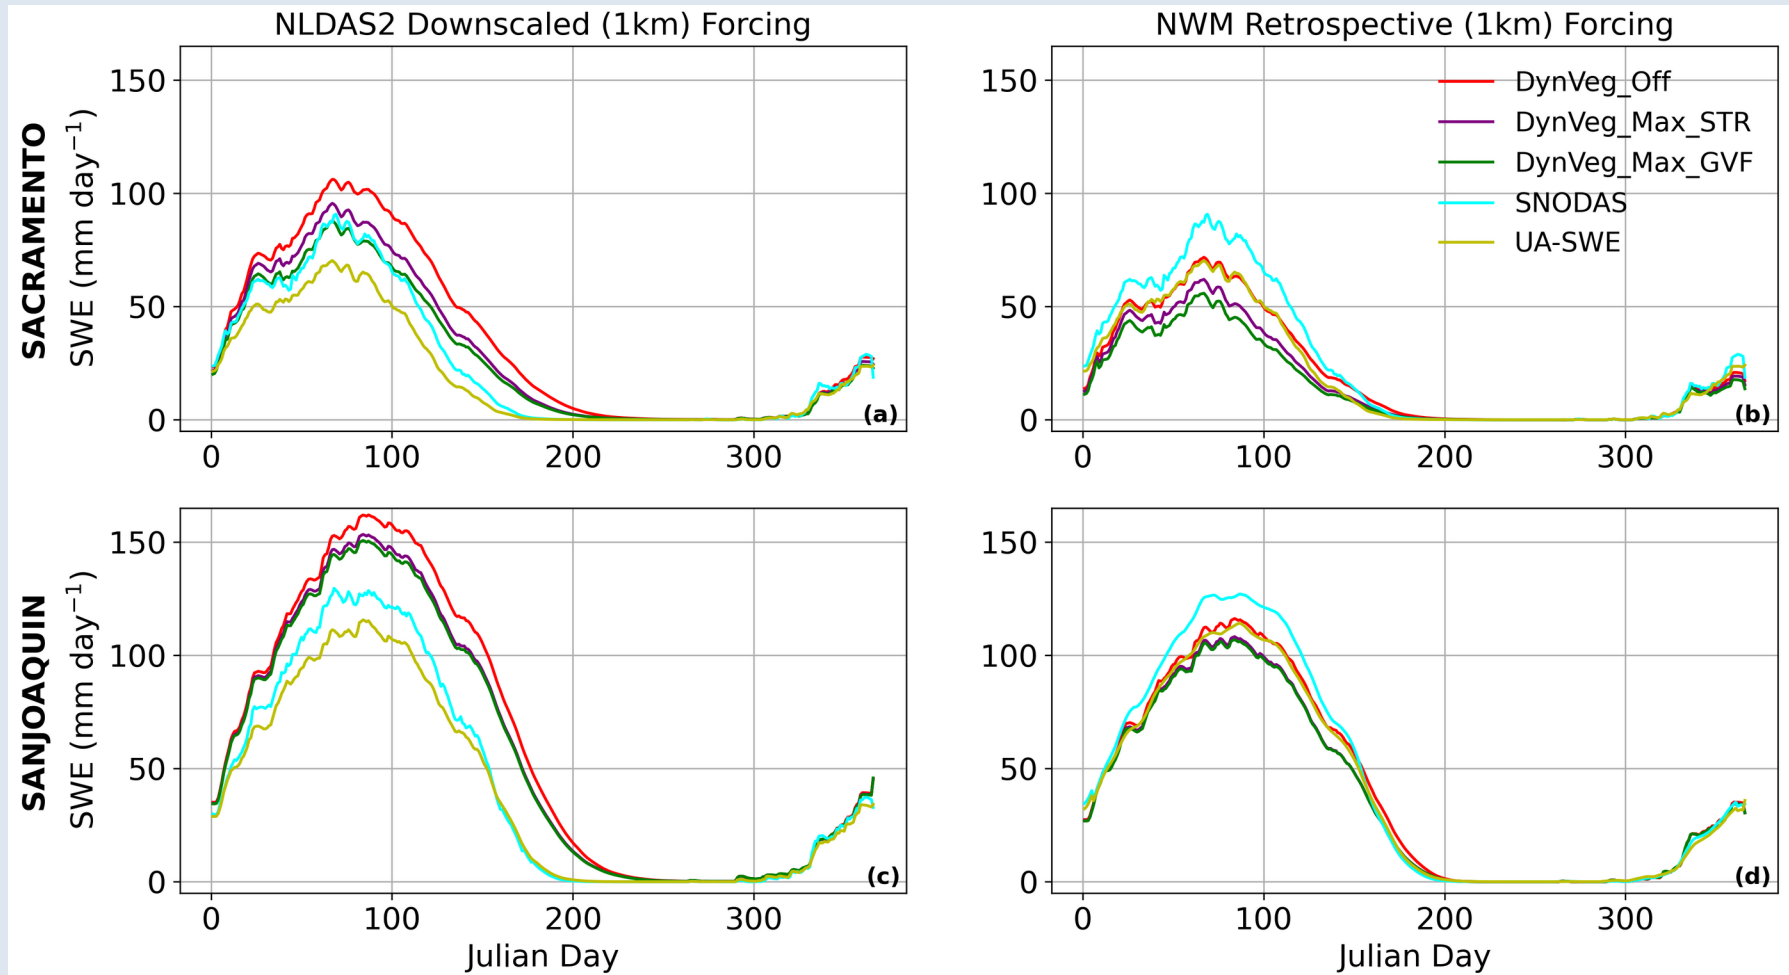 NLDAS2 Downscaled (1km) Forcing
NWM Retrospective (1km) Forcing
SACRAMENTO
SWE (mm day⁻¹)
150
100
50
0
0 100 200 300
(a)
150
100
50
0
0 100 200 300
DynVeg_Off
DynVeg_Max_STR
DynVeg_Max_GVF
SNODAS
UA-SWE
(b)
SANJOAQUIN
SWE (mm day⁻¹)
150
100
50
0
0 100 200 300
Julian Day
(c)
150
100
50
0
0 100 200 300
Julian Day
(d)